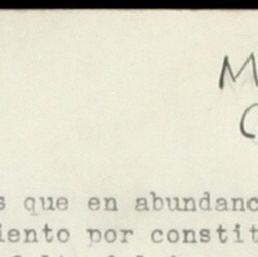 M
C
s que en abundanc
iento por constit